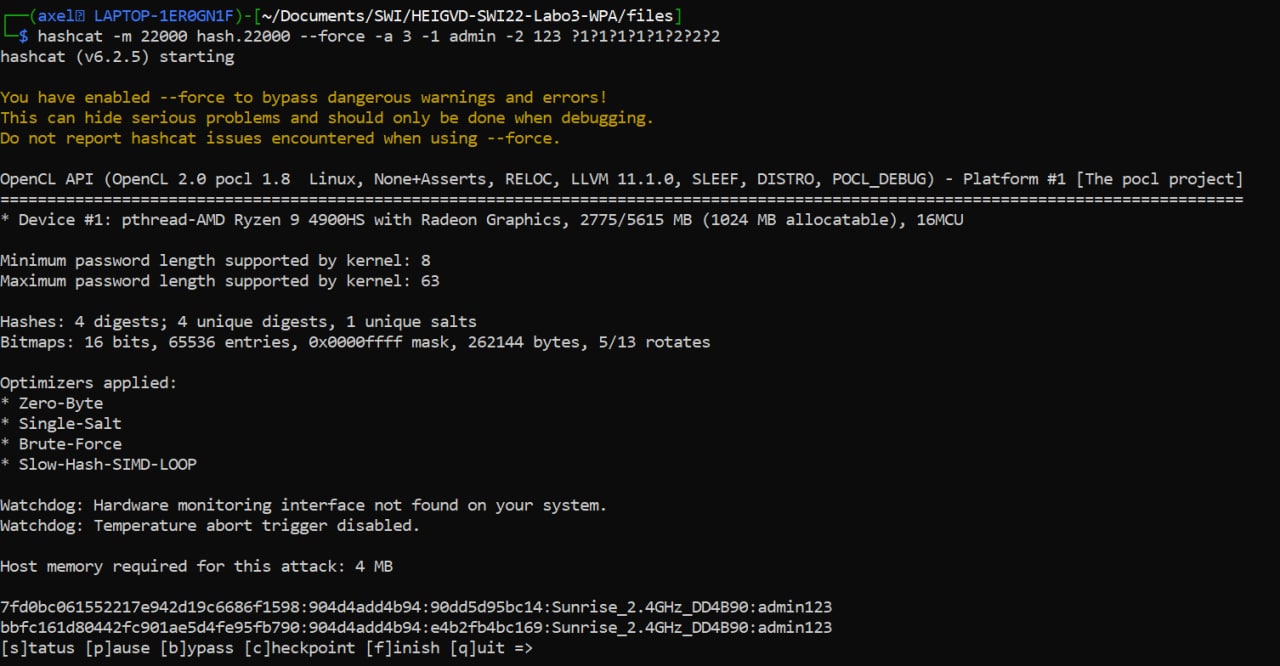 ┌──(axel㉿ LAPTOP-1ER0GN1F)-[~/Documents/SWI/HEIGVD-SWI22-Labo3-WPA/files]
└─$ hashcat -m 22000 hash.22000 --force -a 3 -1 admin -2 123 ?1?1?1?1?1?2?2?2
hashcat (v6.2.5) starting
You have enabled --force to bypass dangerous warnings and errors!
This can hide serious problems and should only be done when debugging.
Do not report hashcat issues encountered when using --force.
OpenCL API (OpenCL 2.0 pocl 1.8  Linux, None+Asserts, RELOC, LLVM 11.1.0, SLEEF, DISTRO, POCL_DEBUG) - Platform #1 [The pocl project]
======================================================================================================================================
* Device #1: pthread-AMD Ryzen 9 4900HS with Radeon Graphics, 2775/5615 MB (1024 MB allocatable), 16MCU
Minimum password length supported by kernel: 8
Maximum password length supported by kernel: 63
Hashes: 4 digests; 4 unique digests, 1 unique salts
Bitmaps: 16 bits, 65536 entries, 0x0000ffff mask, 262144 bytes, 5/13 rotates
Optimizers applied:
* Zero-Byte
* Single-Salt
* Brute-Force
* Slow-Hash-SIMD-LOOP
Watchdog: Hardware monitoring interface not found on your system.
Watchdog: Temperature abort trigger disabled.
Host memory required for this attack: 4 MB
7fd0bc061552217e942d19c6686f1598:904d4add4b94:90dd5d95bc14:Sunrise_2.4GHz_DD4B90:admin123
bbfc161d80442fc901ae5d4fe95fb790:904d4add4b94:e4b2fb4bc169:Sunrise_2.4GHz_DD4B90:admin123
[s]tatus [p]ause [b]ypass [c]heckpoint [f]inish [q]uit =>